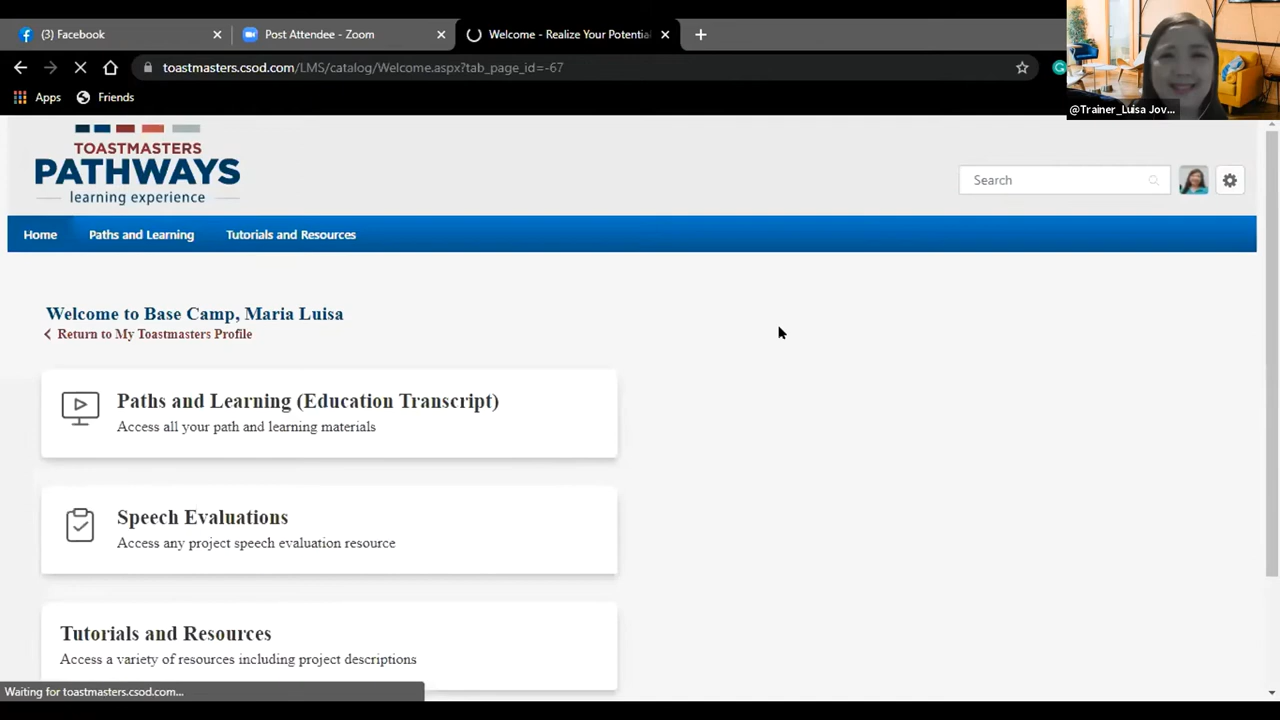 (3) Facebook
Post Attendee - Zoom
Welcome - Realize Your Potential
toastmasters.csod.com/LMS/catalog/Welcome.aspx?tab_page_id=-67
Apps
Friends
@Trainer_Luisa Jov...
TOASTMASTERS
PATHWAYS
learning experience
Search
Home
Paths and Learning
Tutorials and Resources
Welcome to Base Camp, Maria Luisa
Return to My Toastmasters Profile
Paths and Learning (Education Transcript)
Access all your path and learning materials
Speech Evaluations
Access any project speech evaluation resource
Tutorials and Resources
Access a variety of resources including project descriptions
Waiting for toastmasters.csod.com...